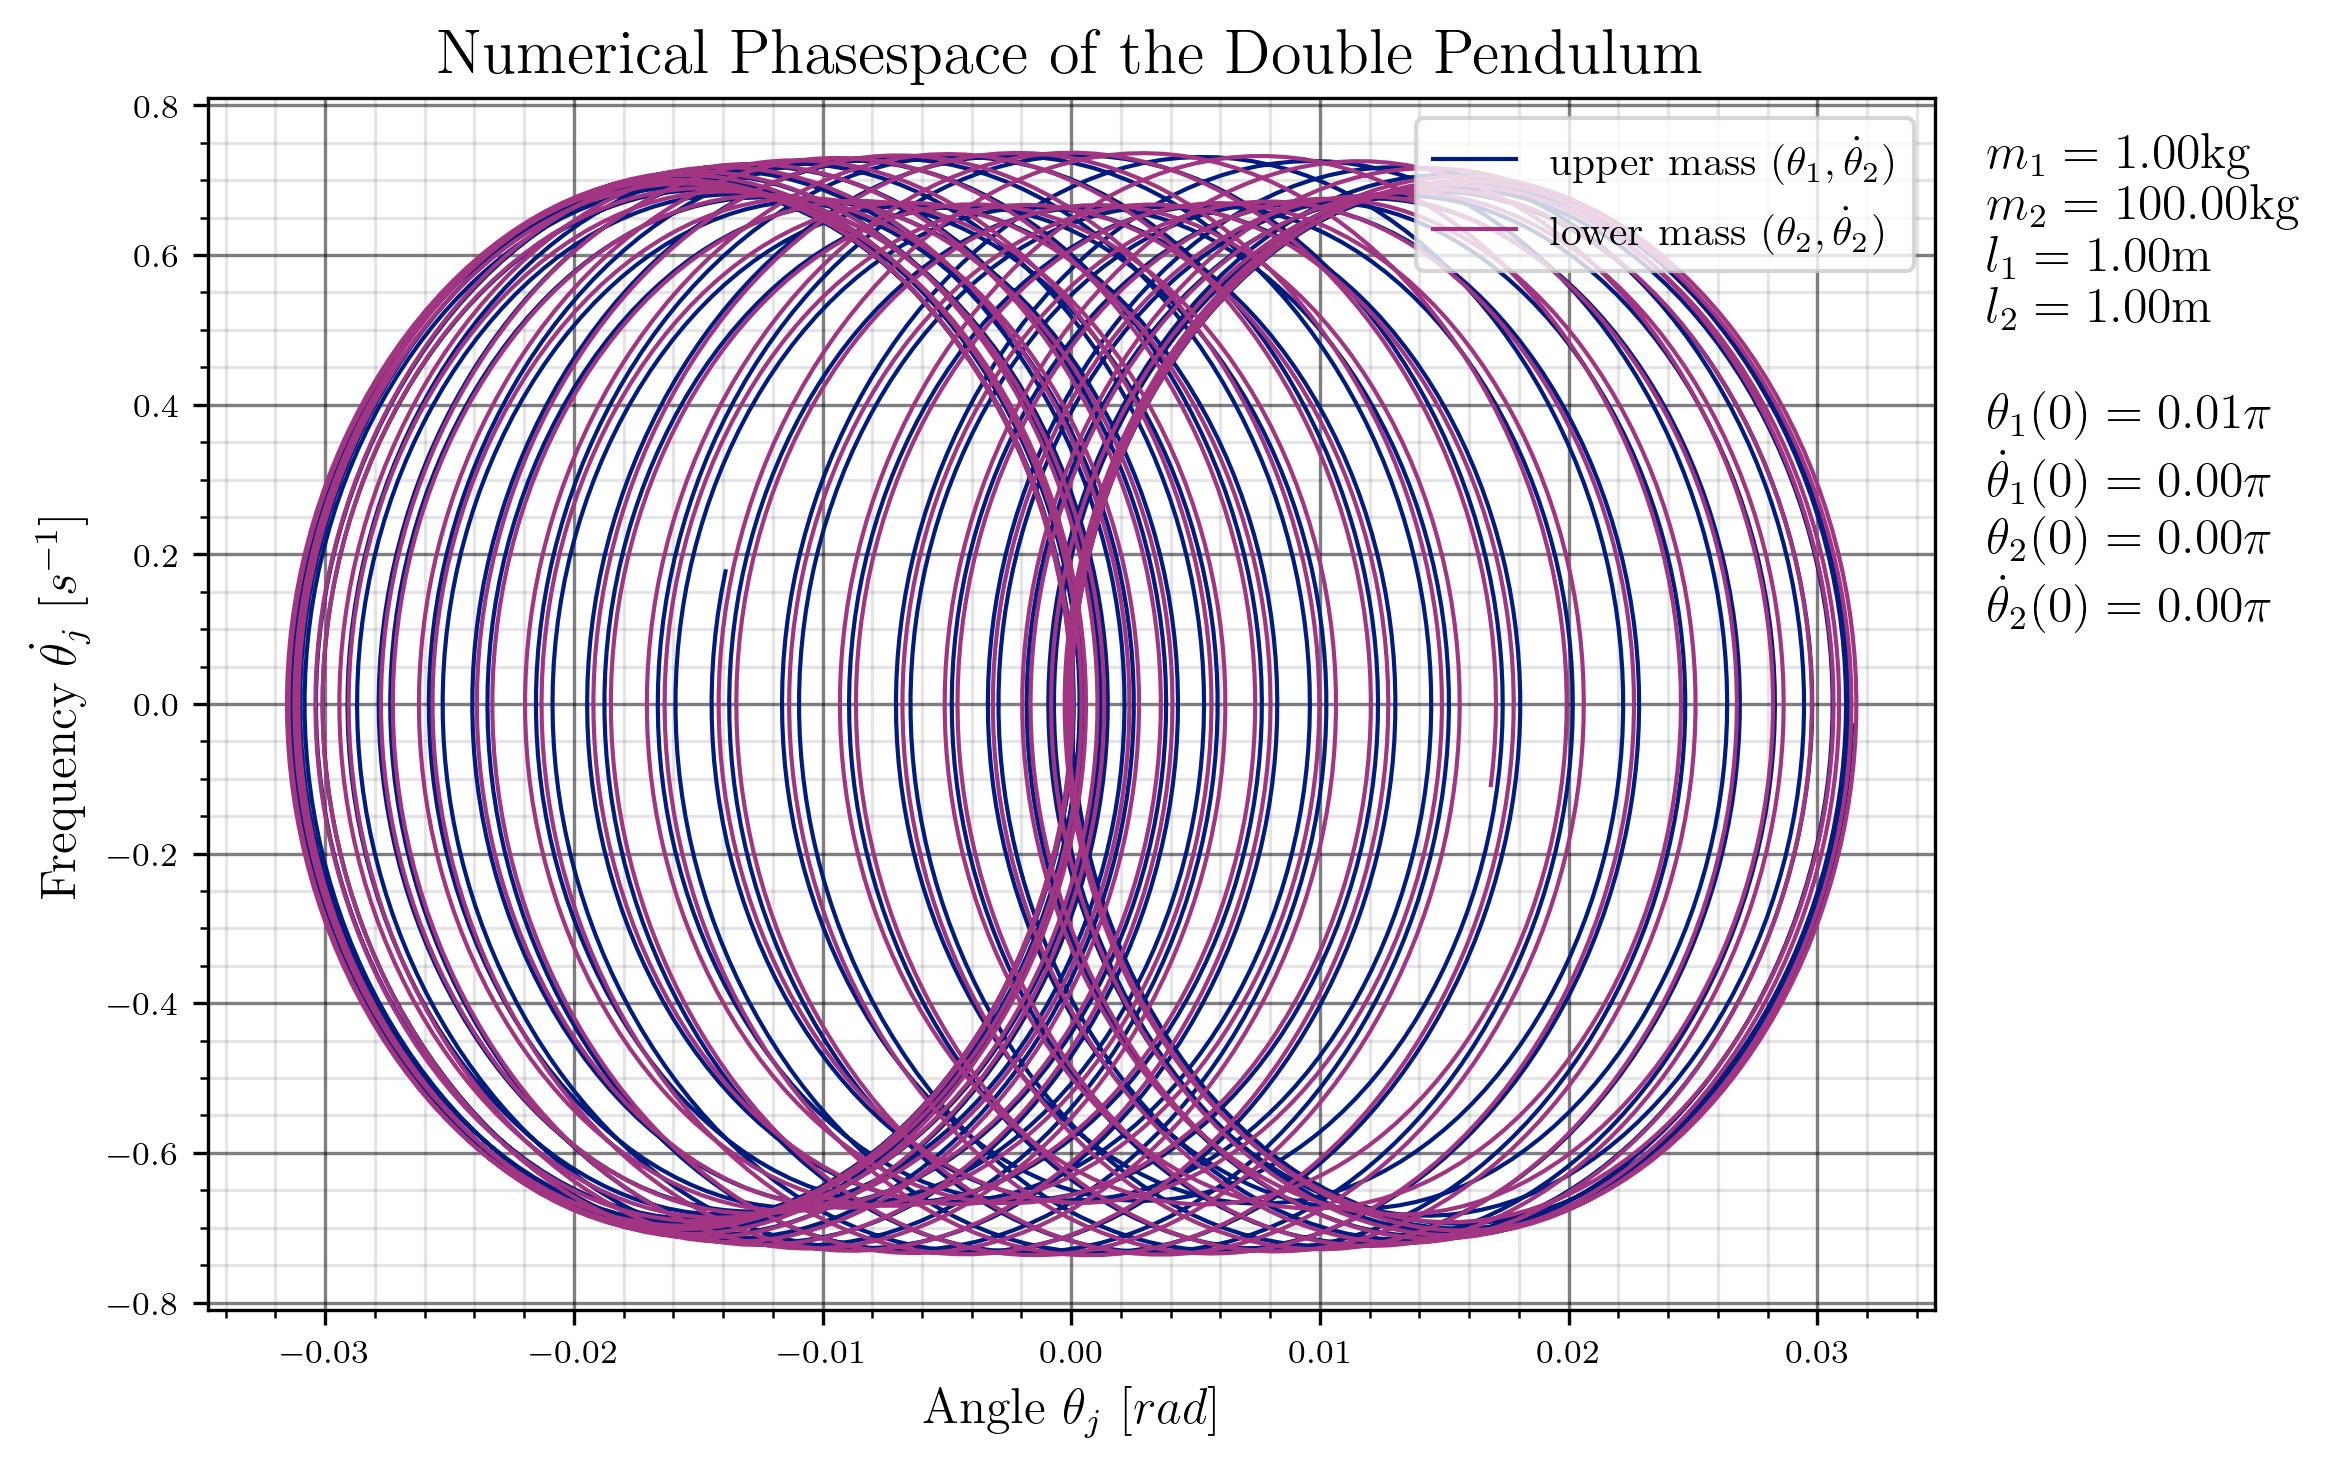 Numerical Phasespace of the Double Pendulum
0.8
0.6
0.4
0.2
0.0
−0.2
−0.4
−0.6
−0.8
Frequency θ̇ⱼ [s⁻¹]
upper mass (θ₁, θ̇₂)
lower mass (θ₂, θ̇₂)
−0.03 −0.02 −0.01 0.00 0.01 0.02 0.03
Angle θⱼ [rad]
m₁ = 1.00kg
m₂ = 100.00kg
l₁ = 1.00m
l₂ = 1.00m
θ₁(0) = 0.01π
θ̇₁(0) = 0.00π
θ₂(0) = 0.00π
θ̇₂(0) = 0.00π